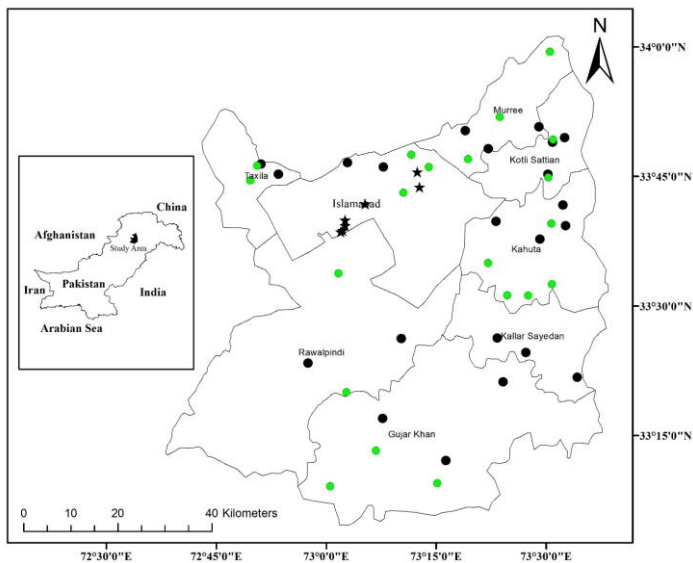 N
34°0'0"N
Murree
Kotli Sattian
33°45'0"N
Taxila
Islamabad
China
Afghanistan
Study Area
Pakistan
Iran
India
Arabian Sea
Kahuta
33°30'0"N
Kallar Sayedan
Rawalpindi
Gujar Khan
33°15'0"N
0 20 40 Kilometers
72°30'0"E 72°45'0"E 73°0'0"E 73°15'0"E 73°30'0"E